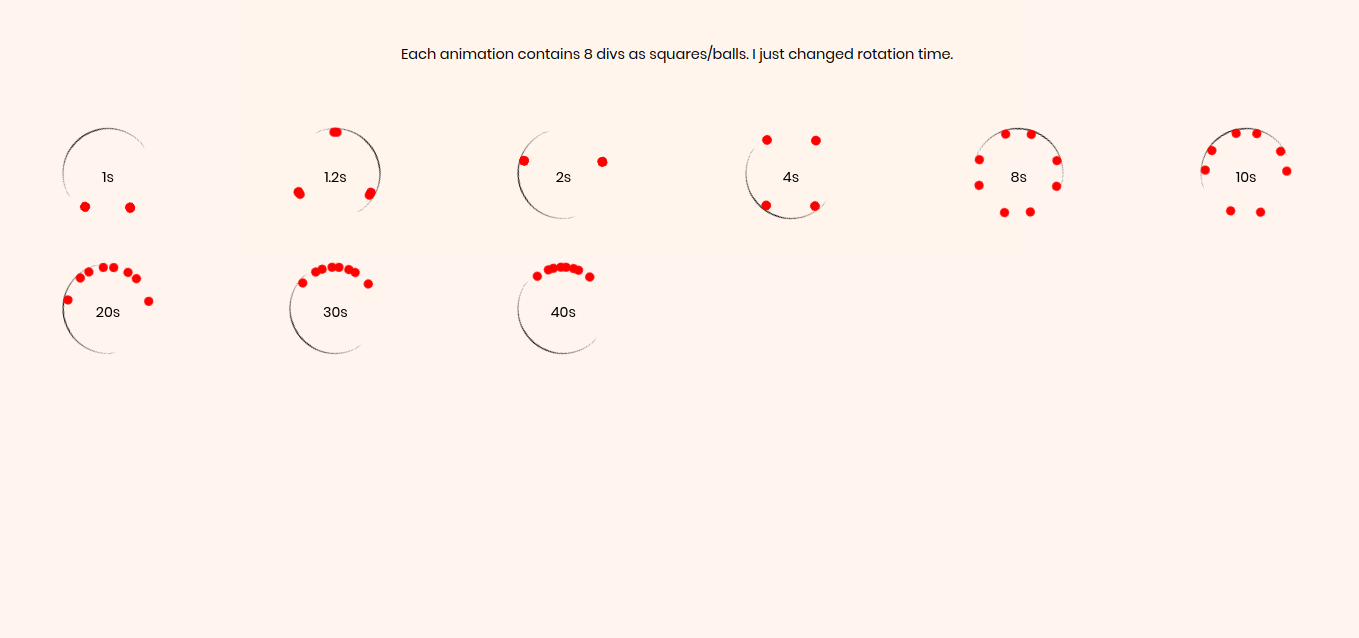 Each animation contains 8 divs as squares/balls. I just changed rotation time.
1s
1.2s
2s
4s
8s
10s
20s
30s
40s